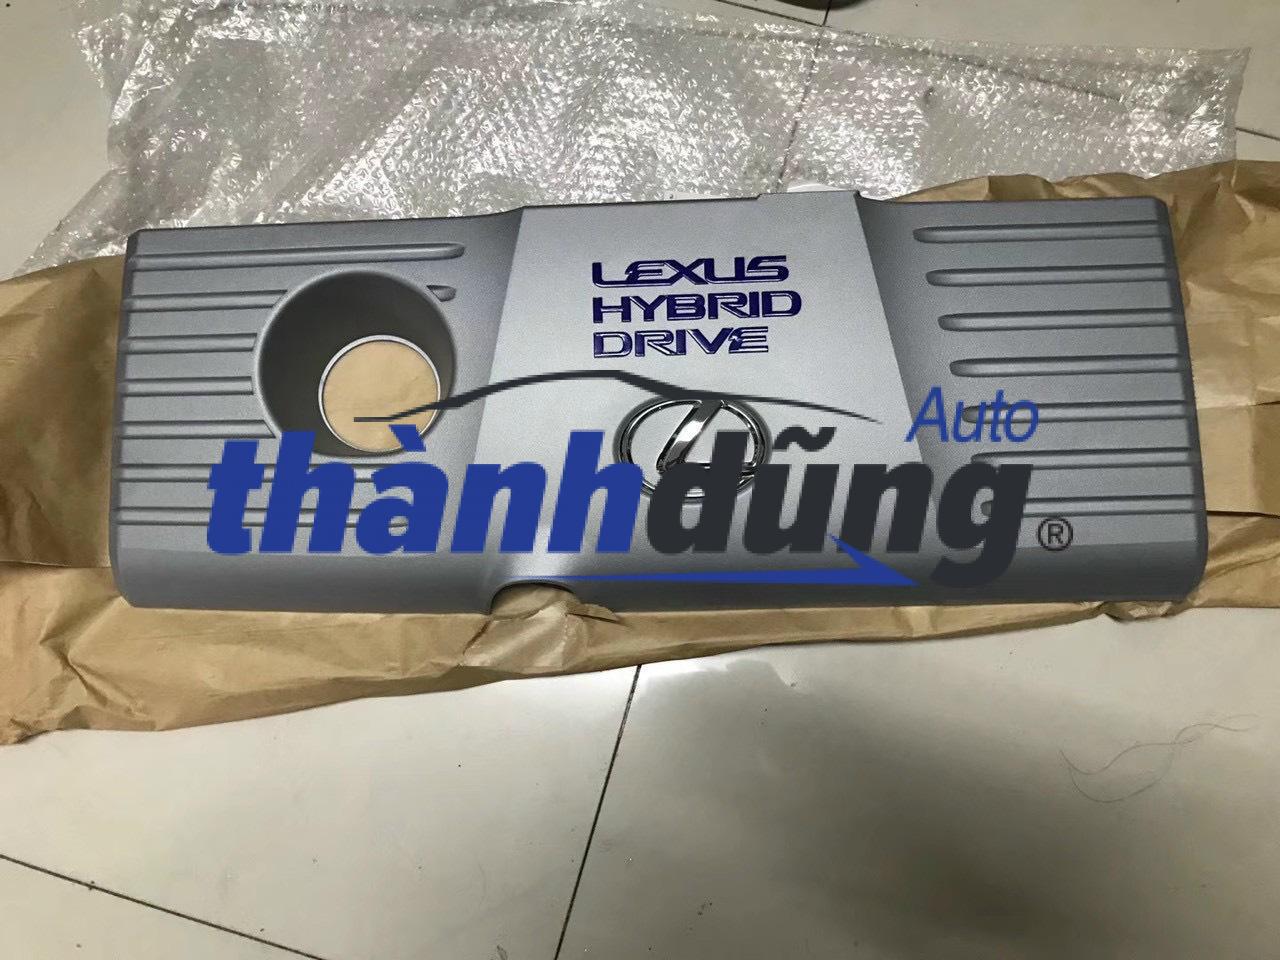 LEXUS
HYBRID
DRIVE
Auto
thànhdũng
®